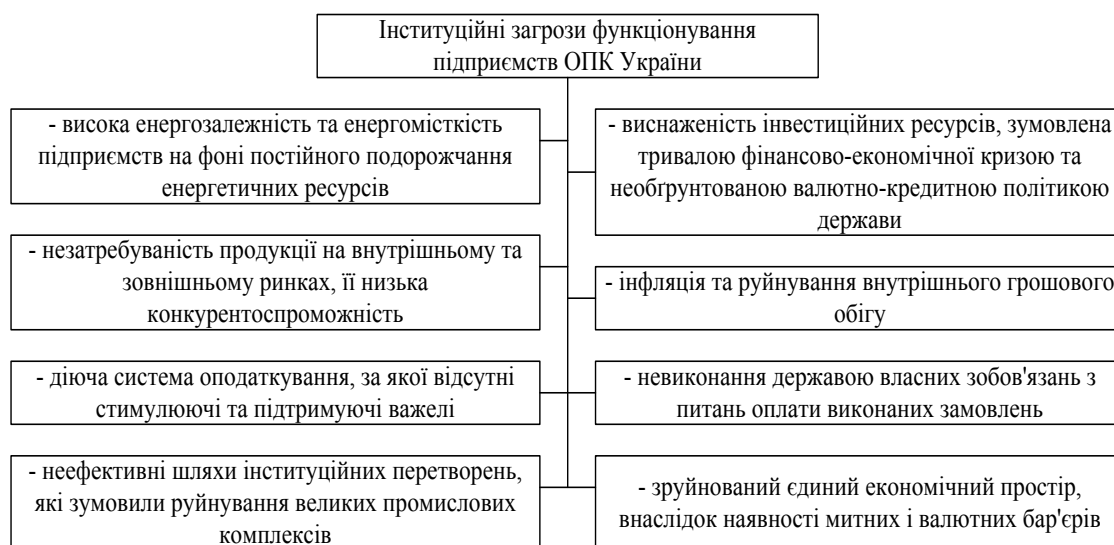 Інституційні загрози функціонування
підприємств ОПК України
- висока енергозалежність та енергомісткість
підприємств на фоні постійного подорожчання
енергетичних ресурсів
- виснаженість інвестиційних ресурсів, зумовлена
тривалою фінансово-економічної кризою та
необґрунтованою валютно-кредитною політикою
держави
- незатребуваність продукції на внутрішньому та
зовнішньому ринках, її низька
конкурентоспроможність
- інфляція та руйнування внутрішнього грошового
обігу
- діюча система оподаткування, за якої відсутні
стимулюючі та підтримуючі важелі
- невиконання державою власних зобов'язань з
питань оплати виконаних замовлень
- неефективні шляхи інституційних перетворень,
які зумовили руйнування великих промислових
комплексів
- зруйнований єдиний економічний простір,
внаслідок наявності митних і валютних бар'єрів